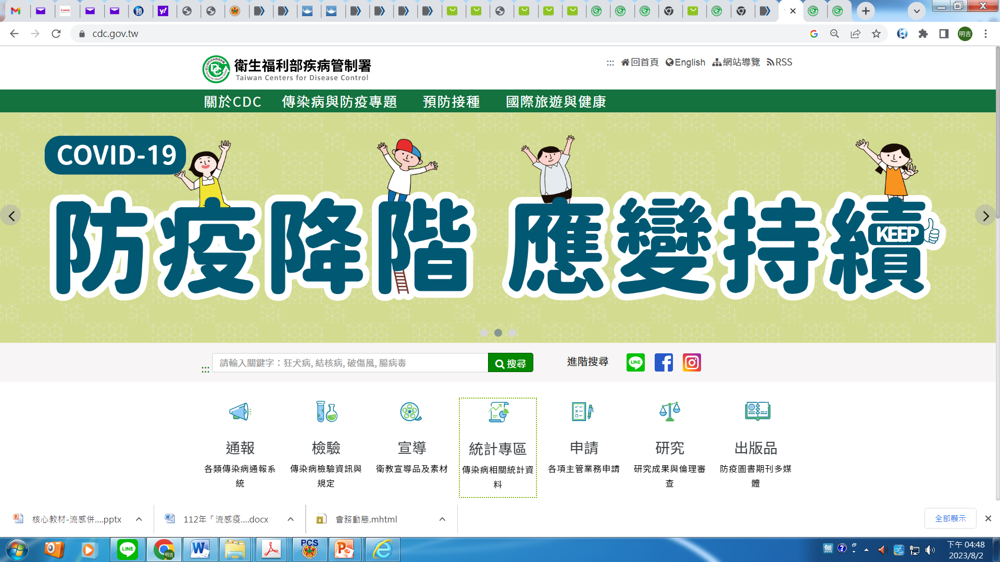 cdc.gov.tw
明吉
衛生福利部疾病管制署
Taiwan Centers for Disease Control
::: 回首頁 English 網站導覽 RSS
關於CDC 傳染病與防疫專題 預防接種 國際旅遊與健康
COVID-19
防疫降階 應變持續
KEEP
::: 請輸入關鍵字：狂犬病, 結核病, 破傷風, 腸病毒 搜尋 進階搜尋 LINE
通報 檢驗 宣導 統計專區 申請 研究 出版品
各類傳染病通報系統
傳染病檢驗資訊與規定
衛教宣導品及素材
傳染病相關統計資料
各項主管業務申請
研究成果與倫理審查
防疫圖書期刊多媒體
核心教材-流感併....pptx 112年「流感疫....docx 會務動態.mhtml 全部顯示
LINE 明吉 PCS 無
下午 04:48
2023/8/2